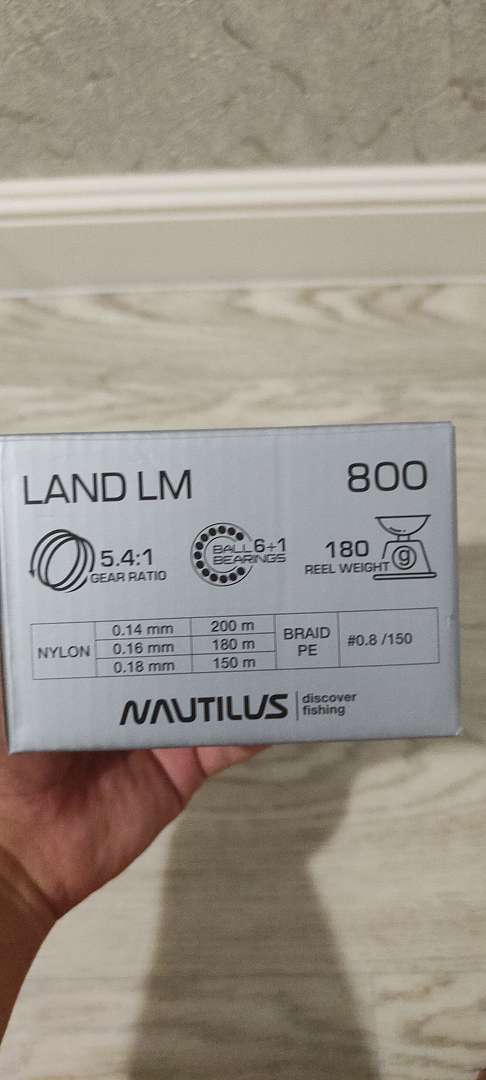 LAND LM 800
5.4:1
GEAR RATIO
BALL 6+1
BEARINGS
180 g
REEL WEIGHT
NYLON
0.14 mm 200 m
0.16 mm 180 m
0.18 mm 150 m
BRAID
PE
#0.8 /150
NAUTILUS
discover
fishing